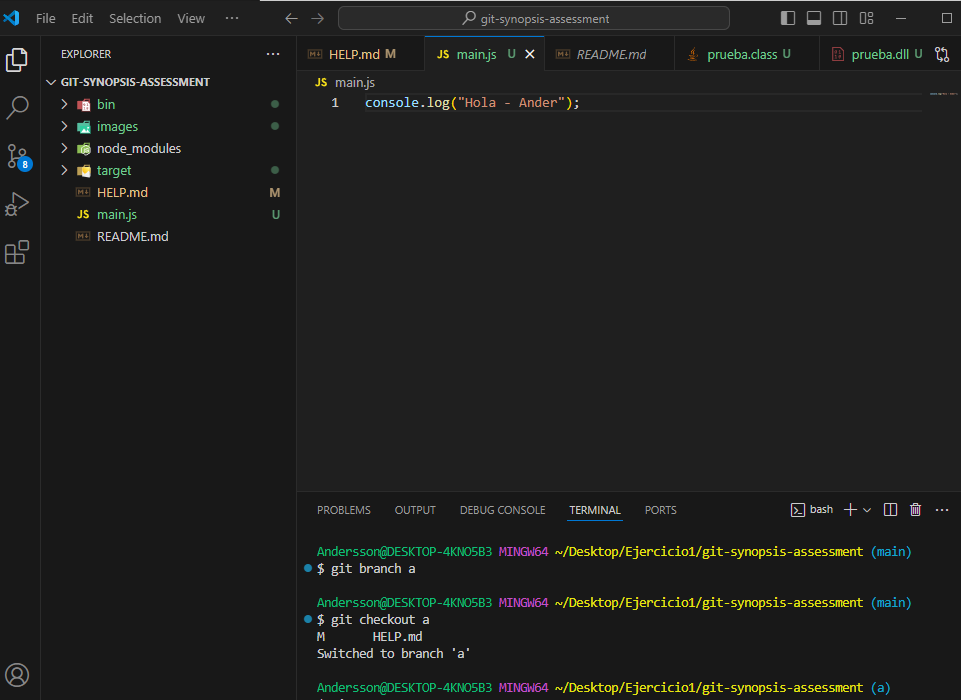 File Edit Selection View ··· git-synopsis-assessment
EXPLORER ···
GIT-SYNOPSIS-ASSESSMENT
bin
images
node_modules
target
HELP.md M
JS main.js U
README.md
8
HELP.md M JS main.js U README.md prueba.class U prueba.dll U
JS main.js
1 console.log("Hola - Ander");
PROBLEMS OUTPUT DEBUG CONSOLE TERMINAL PORTS bash
Andersson@DESKTOP-4KNO5B3 MINGW64 ~/Desktop/Ejercicio1/git-synopsis-assessment (main)
$ git branch a
Andersson@DESKTOP-4KNO5B3 MINGW64 ~/Desktop/Ejercicio1/git-synopsis-assessment (main)
$ git checkout a
M HELP.md
Switched to branch 'a'
Andersson@DESKTOP-4KNO5B3 MINGW64 ~/Desktop/Ejercicio1/git-synopsis-assessment (a)